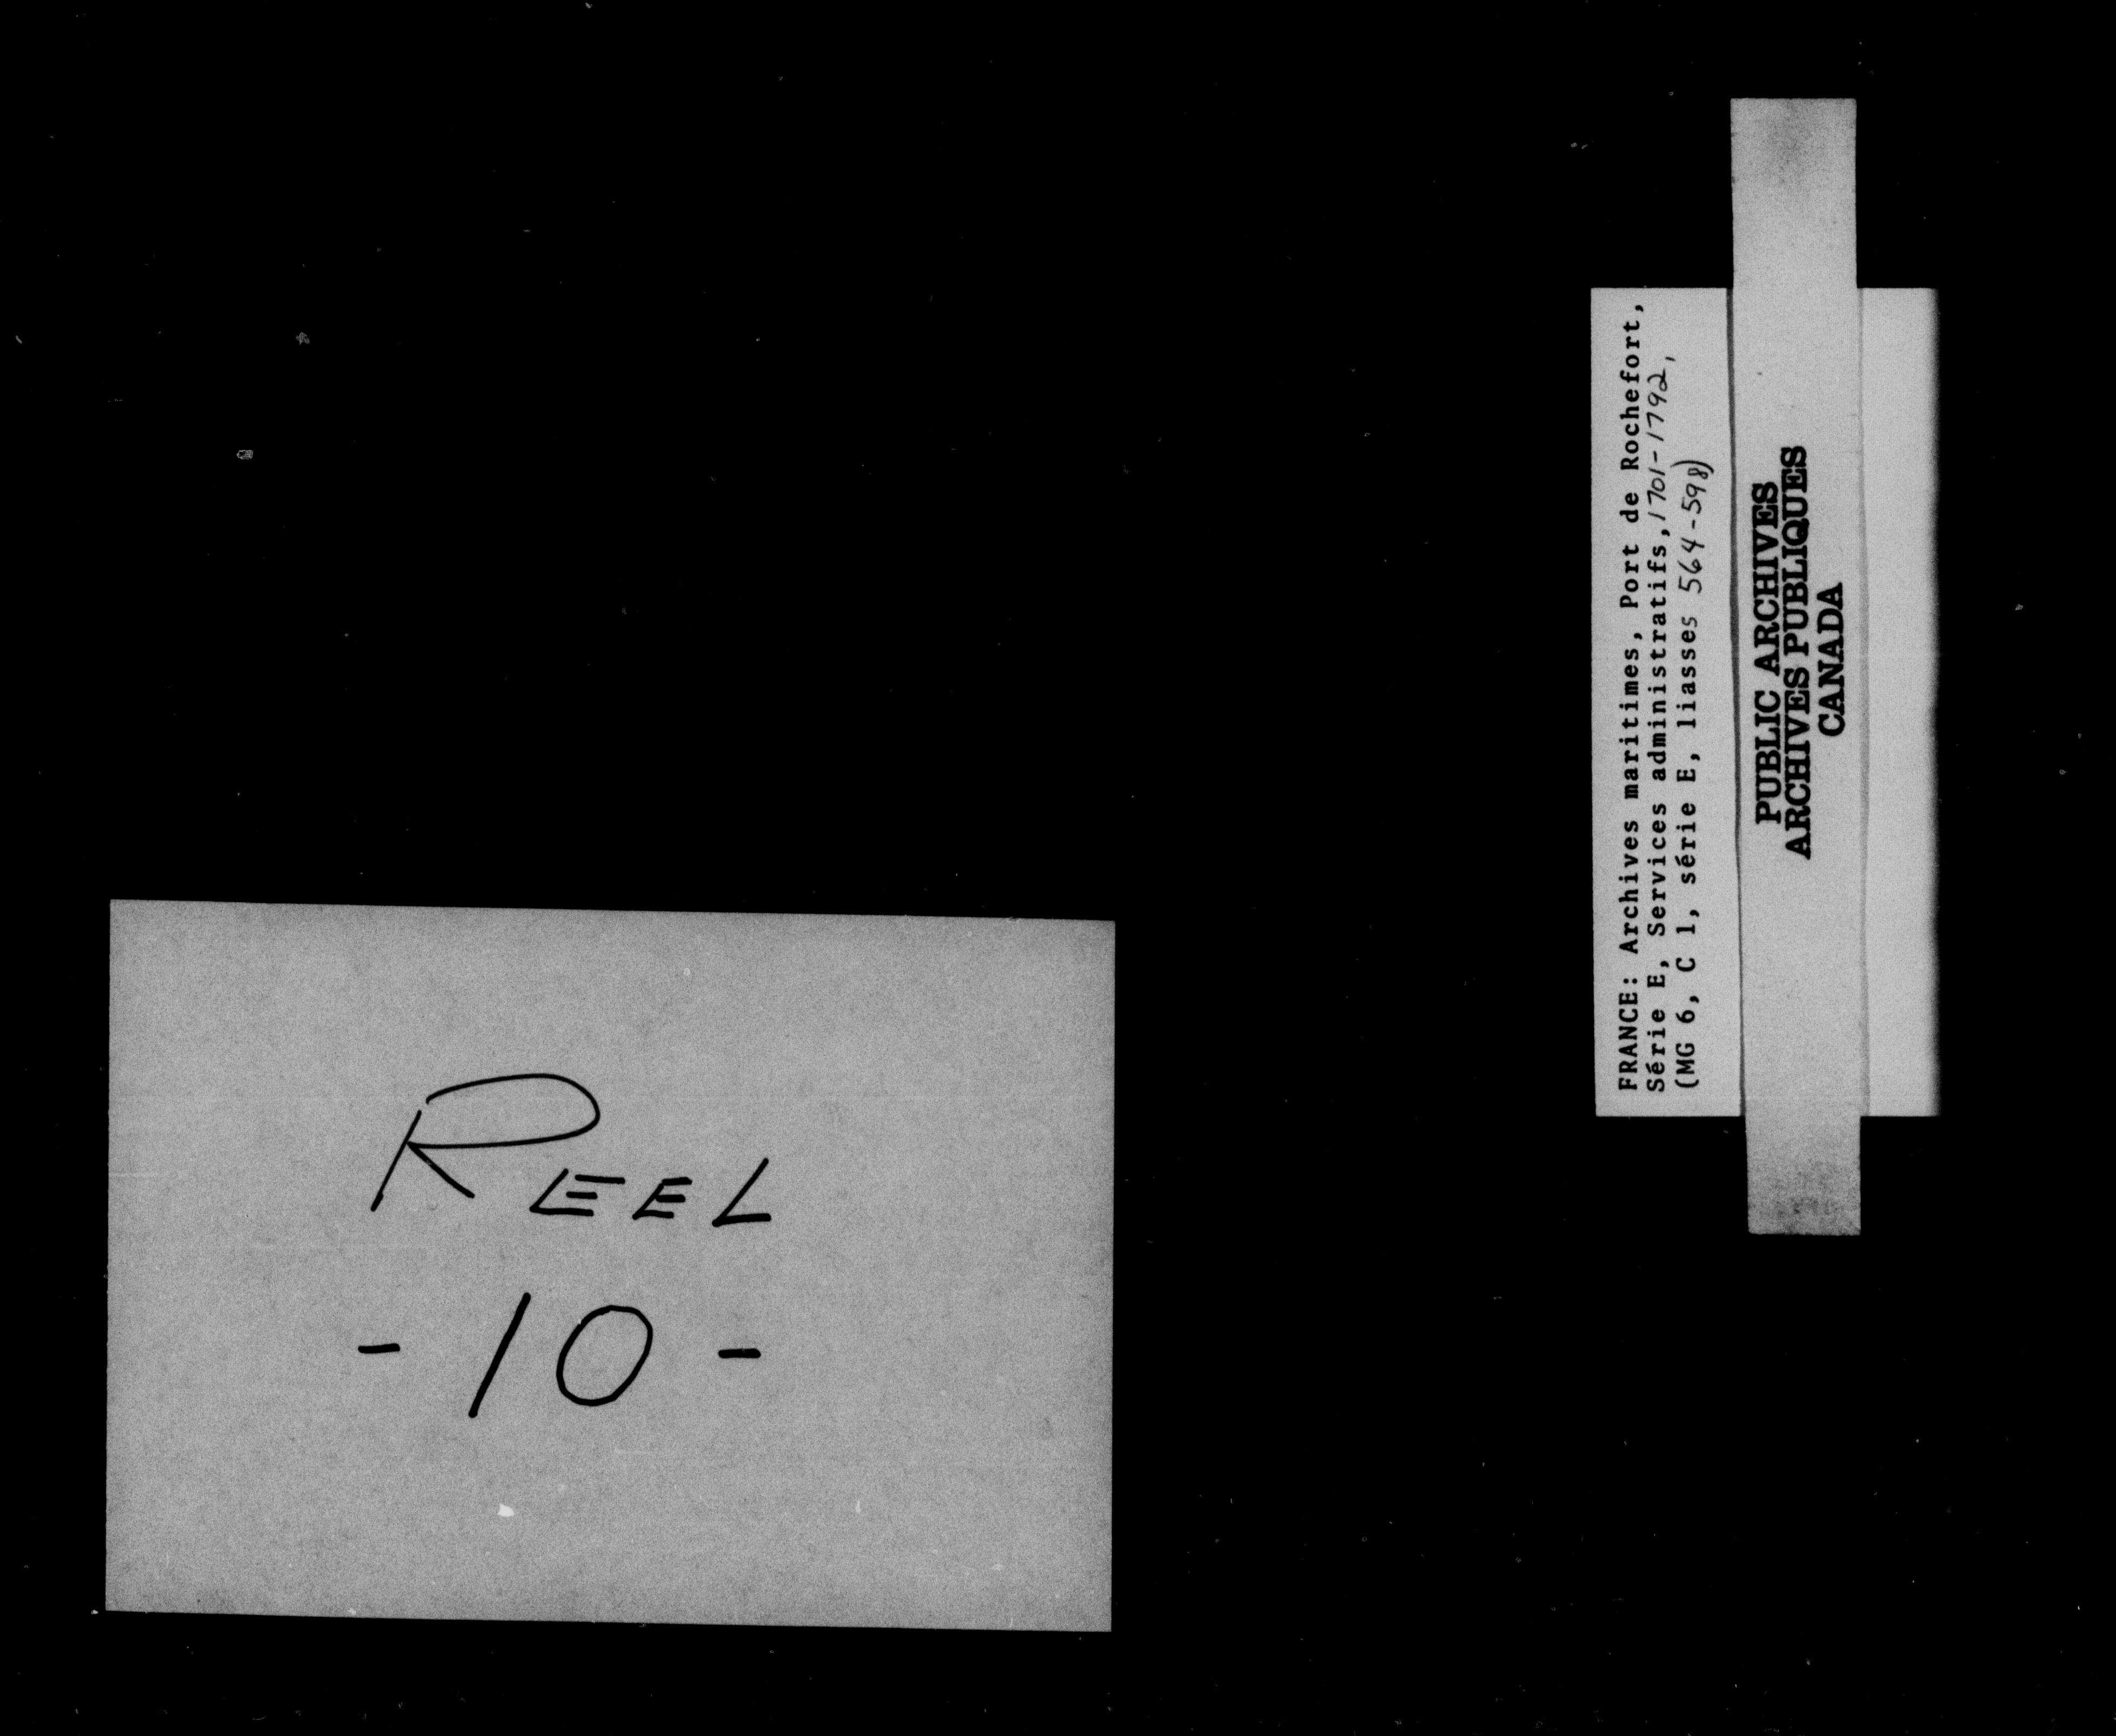 REEL
- 10 -
FRANCE: Archives maritimes, Port de Rochefort,
Série E, Services administratifs, 1701-1792,
(MG 6, C 1, série E, liasses 564-598)
PUBLIC ARCHIVES
ARCHIVES PUBLIQUES
CANADA